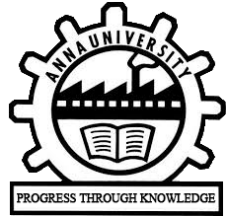 ANNA UNIVERSITY
PROGRESS THROUGH KNOWLEDGE